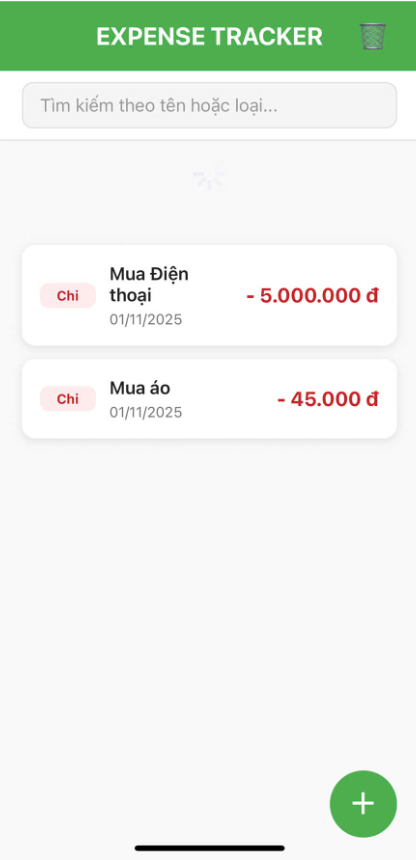 EXPENSE TRACKER
Tìm kiếm theo tên hoặc loại...
Chi
Mua Điện
thoại
01/11/2025
- 5.000.000 đ
Chi
Mua áo
01/11/2025
- 45.000 đ
+